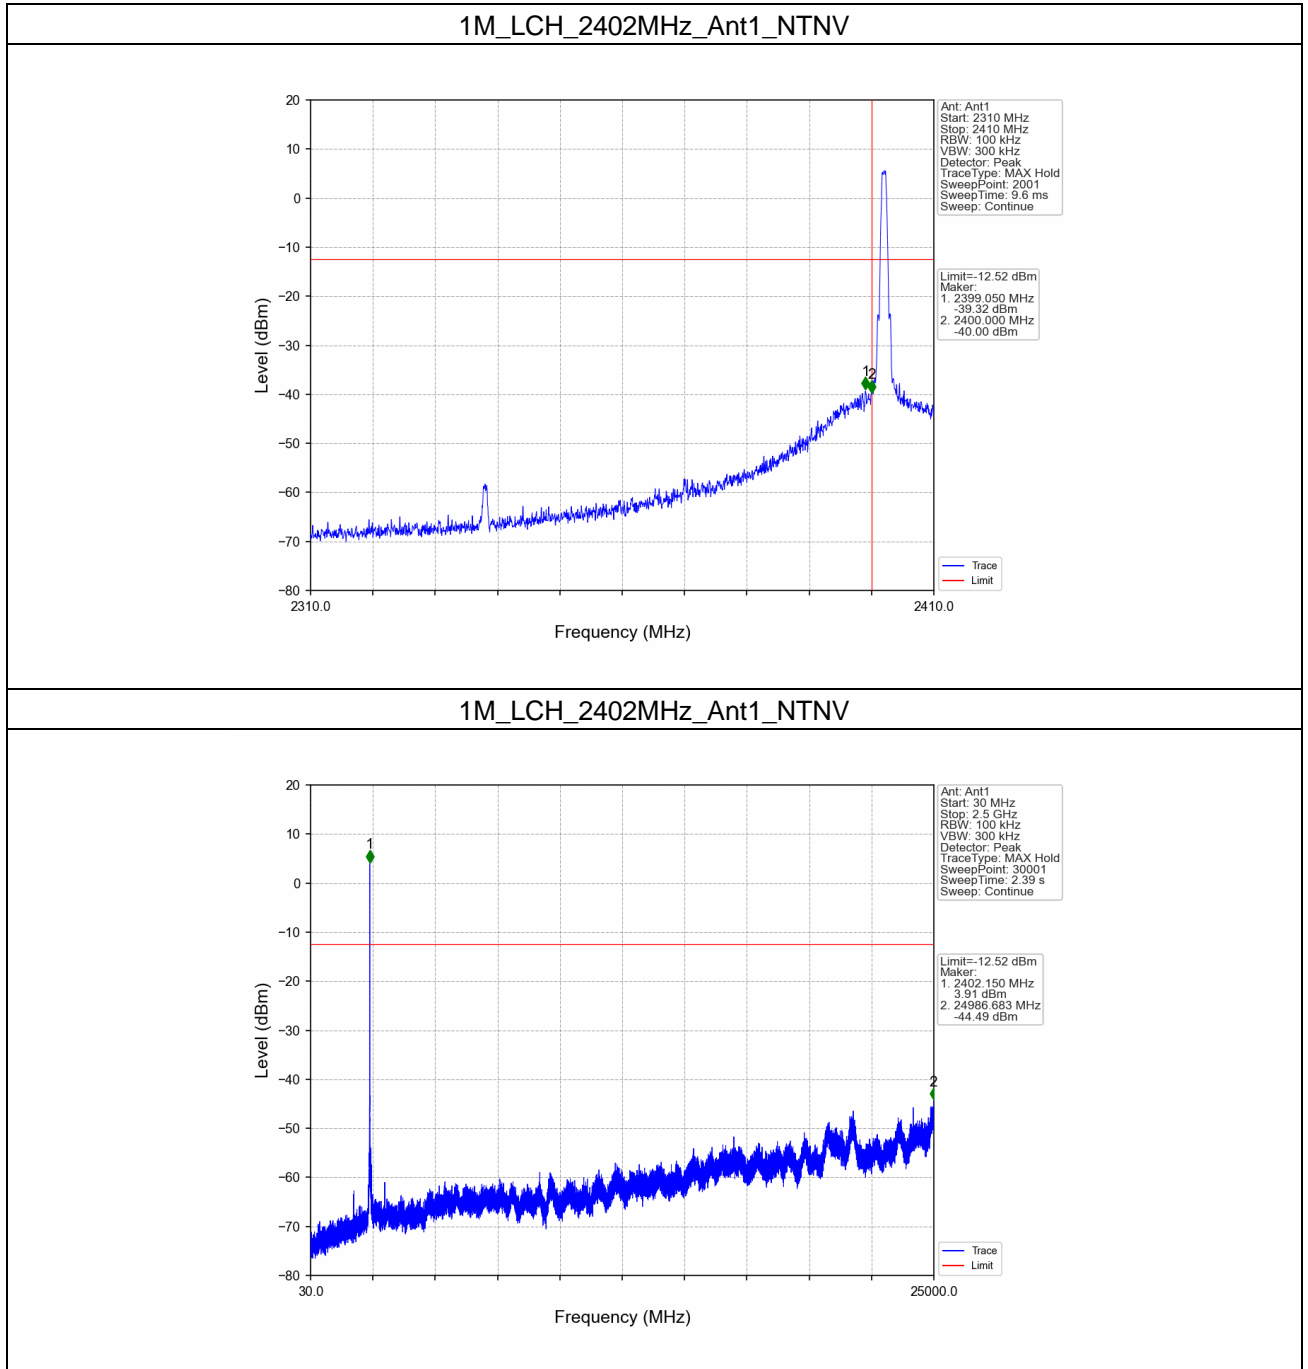 1M_LCH_2402MHz_Ant1_NTNV
20
10
0
−10
−20
−30
−40
−50
−60
−70
−80
Level (dBm)
1
2
2310.0
2410.0
Frequency (MHz)
Ant: Ant1
Start: 2310 MHz
Stop: 2410 MHz
RBW: 100 kHz
VBW: 300 kHz
Detector: Peak
TraceType: MAX Hold
SweepPoint: 2001
SweepTime: 9.6 ms
Sweep: Continue
Limit=-12.52 dBm
Maker:
1. 2399.050 MHz
-39.32 dBm
2. 2400.000 MHz
-40.00 dBm
Trace
Limit
1M_LCH_2402MHz_Ant1_NTNV
20
10
0
−10
−20
−30
−40
−50
−60
−70
−80
Level (dBm)
1
2
30.0
25000.0
Frequency (MHz)
Ant: Ant1
Start: 30 MHz
Stop: 2.5 GHz
RBW: 100 kHz
VBW: 300 kHz
Detector: Peak
TraceType: MAX Hold
SweepPoint: 30001
SweepTime: 2.39 s
Sweep: Continue
Limit=-12.52 dBm
Maker:
1. 2402.150 MHz
3.91 dBm
2. 24986.683 MHz
-44.49 dBm
Trace
Limit